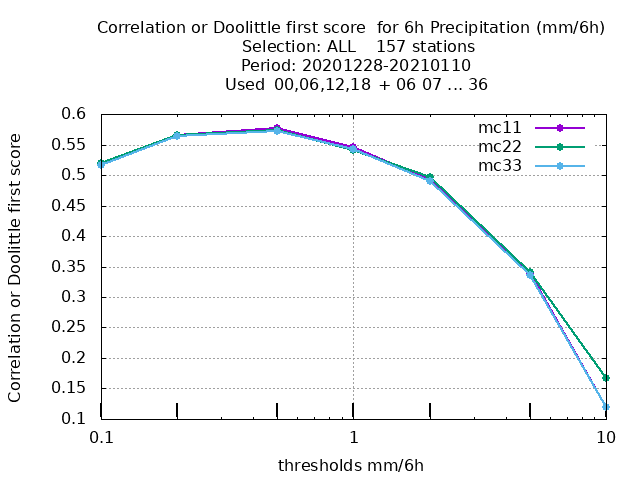 Correlation or Doolittle first score  for 6h Precipitation (mm/6h)
Selection: ALL    157 stations
Period: 20201228-20210110
Used  00,06,12,18  + 06 07 ... 36
Correlation or Doolittle first score
0.6
0.55
0.5
0.45
0.4
0.35
0.3
0.25
0.2
0.15
0.1
mc11
mc22
mc33
0.1
1
10
thresholds mm/6h